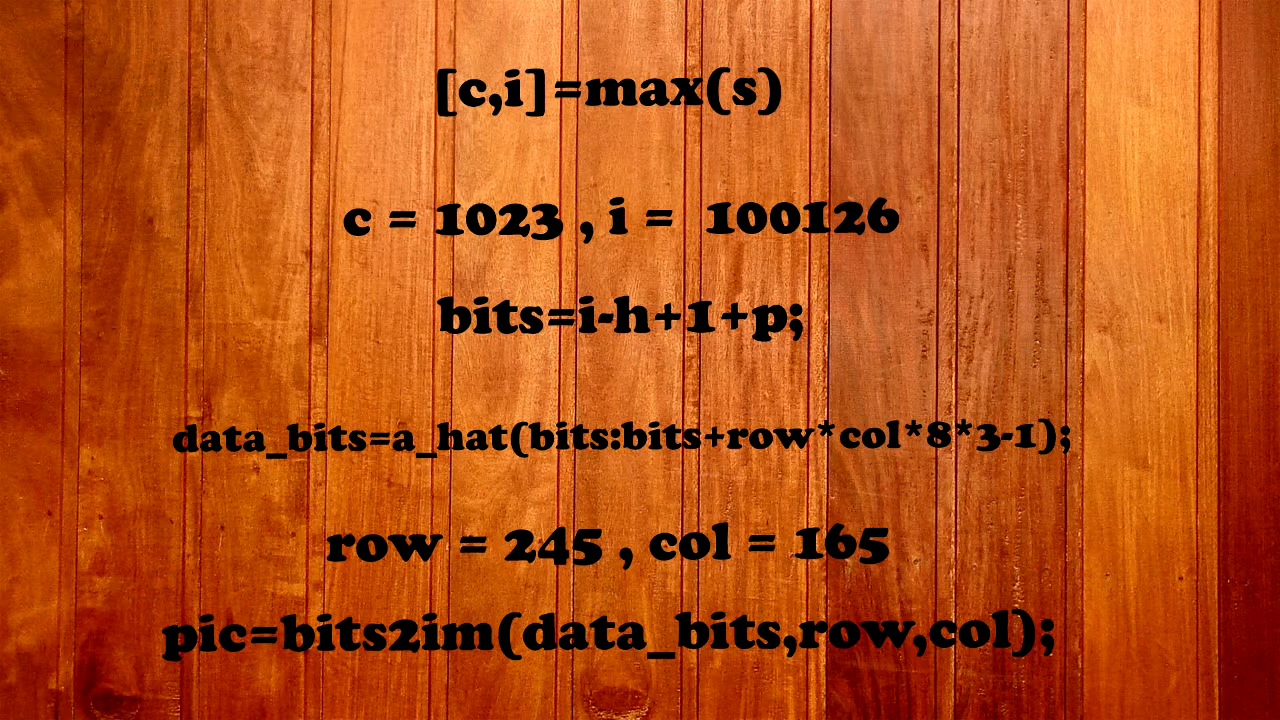 [c,i]=max(s)
c = 1023 , i = 100126
bits=i-h+1+p;
data_bits=a_hat(bits:bits+row*col*8*3-1);
row = 245 , col = 165
pic=bits2im(data_bits,row,col);